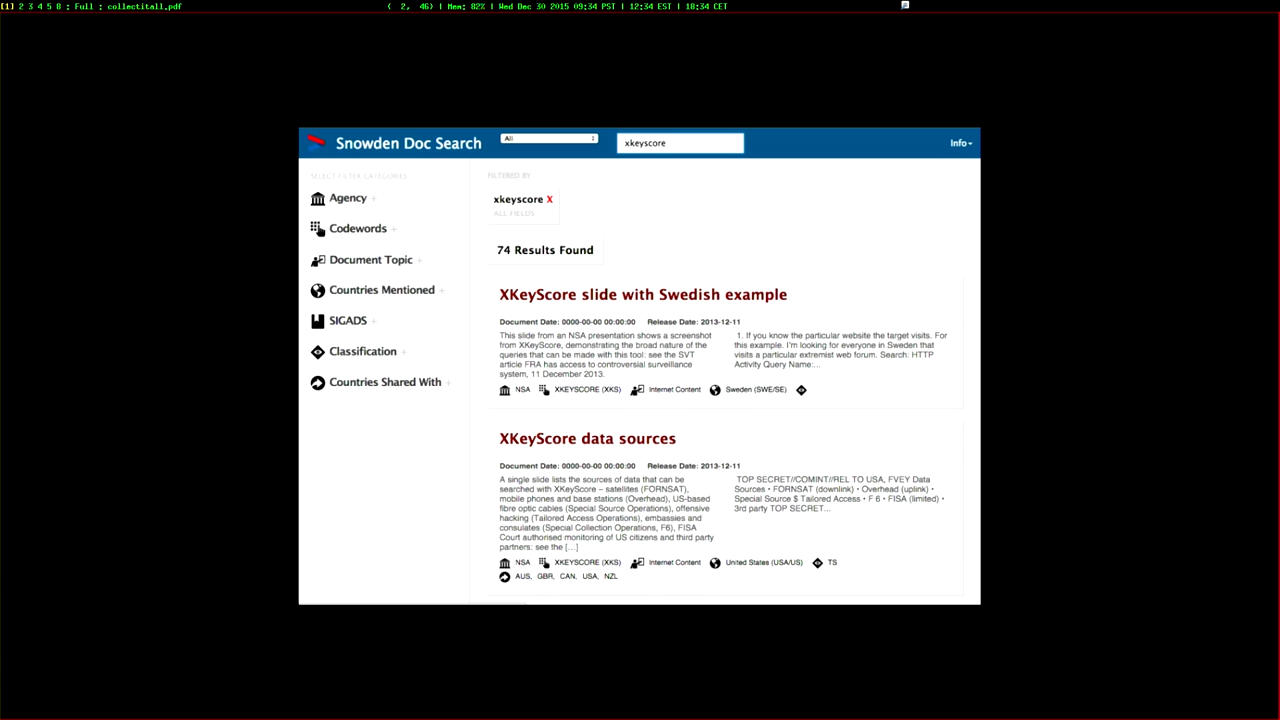 [1] 2 3 4 5 8 : Full : collectitall.pdf ( 2, 46) | Mem: 82% | Wed Dec 30 2015 09:34 PST | 12:34 EST | 18:34 CET
Snowden Doc Search All xkeyscore Info
SELECT FILTER CATEGORIES
Agency +
Codewords +
Document Topic +
Countries Mentioned +
SIGADS +
Classification +
Countries Shared With +
FILTERED BY
xkeyscore X
ALL FIELDS
74 Results Found
XKeyScore slide with Swedish example
Document Date: 0000-00-00 00:00:00 Release Date: 2013-12-11
This slide from an NSA presentation shows a screenshot
from XKeyScore, demonstrating the broad nature of the
queries that can be made with this tool: see the SVT
article FRA has access to controversial surveillance
system, 11 December 2013.
1. If you know the particular website the target visits. For
this example. I'm looking for everyone in Sweden that
visits a particular extremist web forum. Search: HTTP
Activity Query Name:...
NSA XKEYSCORE (XKS) Internet Content Sweden (SWE/SE)
XKeyScore data sources
Document Date: 0000-00-00 00:00:00 Release Date: 2013-12-11
A single slide lists the sources of data that can be
searched with XKeyScore – satellites (FORNSAT),
mobile phones and base stations (Overhead), US-based
fibre optic cables (Special Source Operations), offensive
hacking (Tailored Access Operations), embassies and
consulates (Special Collection Operations, F6), FISA
Court authorised monitoring of US citizens and third party
partners: see the [...]
TOP SECRET//COMINT//REL TO USA, FVEY Data
Sources • FORNSAT (downlink) • Overhead (uplink) •
Special Source $ Tailored Access • F 6 • FISA (limited) •
3rd party TOP SECRET...
NSA XKEYSCORE (XKS) Internet Content United States (USA/US) TS
AUS, GBR, CAN, USA, NZL